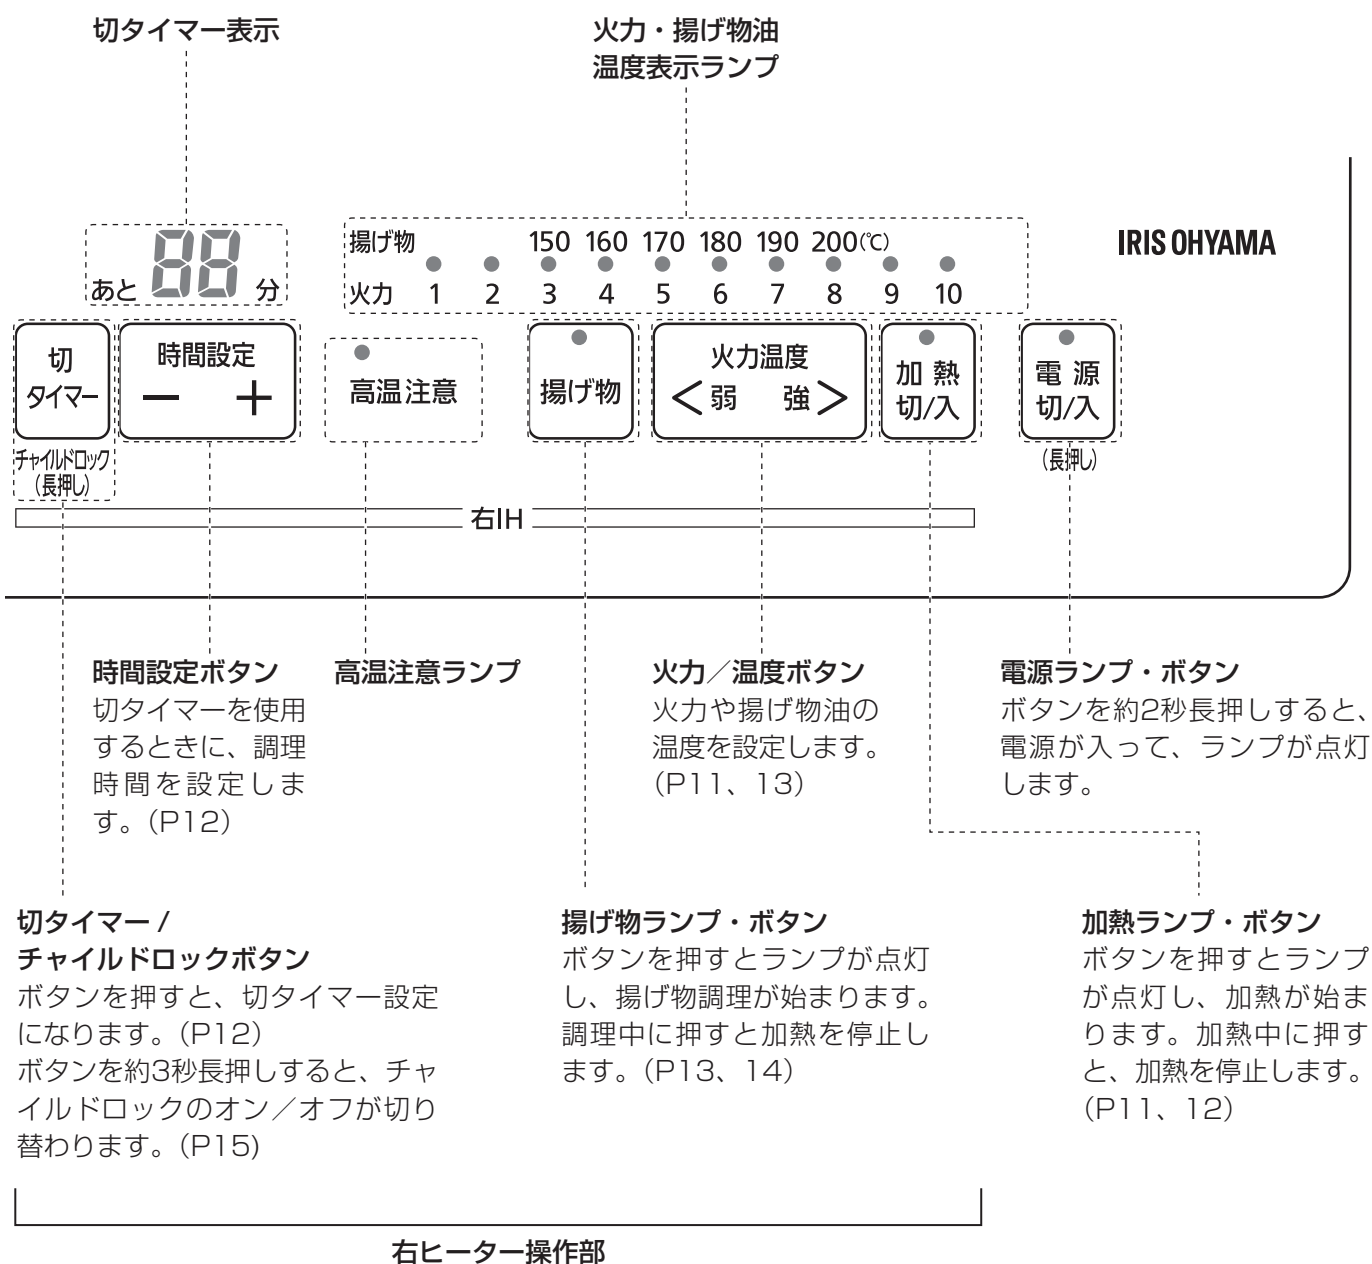 切タイマー表示
火力・揚げ物油
温度表示ランプ
あと 88 分
揚げ物 150 160 170 180 190 200(℃)
火力 1 2 3 4 5 6 7 8 9 10
IRIS OHYAMA
切
タイマー
チャイルドロック
(長押し)
時間設定
− +
高温注意
揚げ物
火力温度
<弱 強>
加熱
切/入
電源
切/入
(長押し)
右IH
時間設定ボタン
切タイマーを使用
するときに、調理
時間を設定しま
す。(P12)
高温注意ランプ
火力/温度ボタン
火力や揚げ物油の
温度を設定します。
(P11、13)
電源ランプ・ボタン
ボタンを約2秒長押しすると、
電源が入って、ランプが点灯
します。
切タイマー /
チャイルドロックボタン
ボタンを押すと、切タイマー設定
になります。(P12)
ボタンを約3秒長押しすると、チャ
イルドロックのオン/オフが切り
替わります。(P15)
揚げ物ランプ・ボタン
ボタンを押すとランプが点灯
し、揚げ物調理が始まります。
調理中に押すと加熱を停止し
ます。(P13、14)
加熱ランプ・ボタン
ボタンを押すとランプ
が点灯し、加熱が始ま
ります。加熱中に押す
と、加熱を停止します。
(P11、12)
右ヒーター操作部